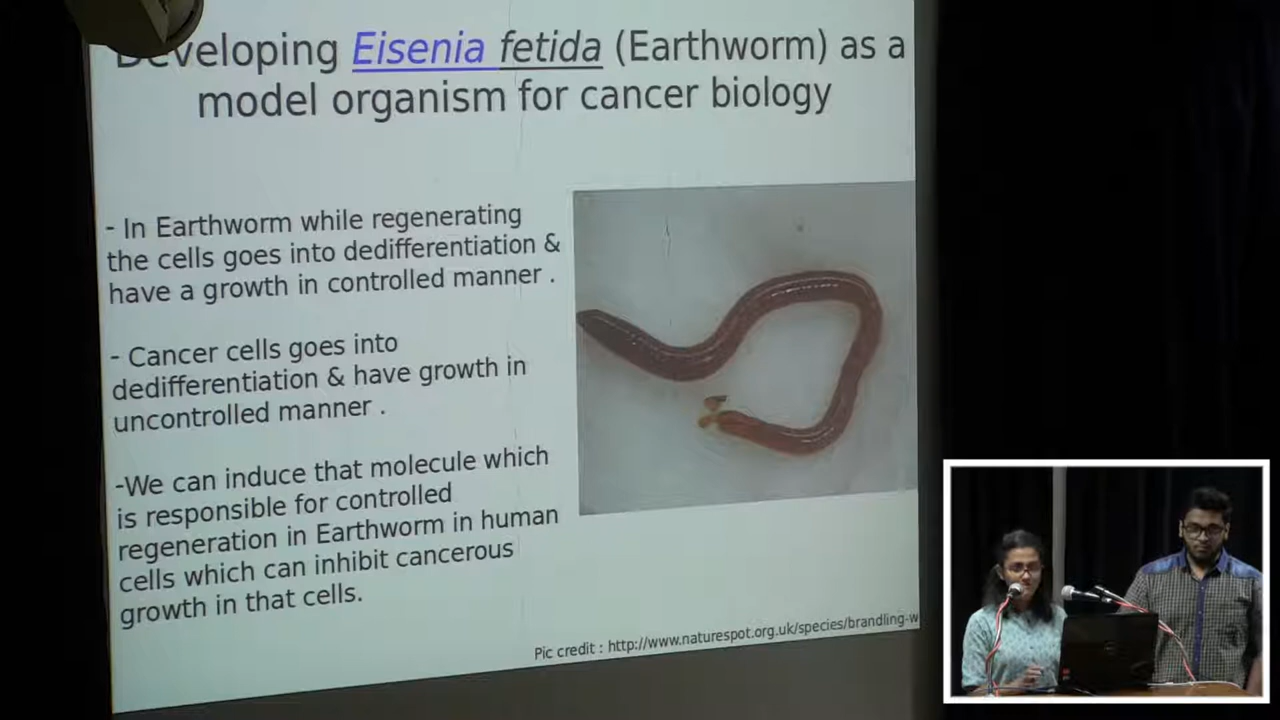 Developing Eisenia fetida (Earthworm) as a
model organism for cancer biology
- In Earthworm while regenerating
the cells goes into dedifferentiation &
have a growth in controlled manner .
- Cancer cells goes into
dedifferentiation & have growth in
uncontrolled manner .
-We can induce that molecule which
is responsible for controlled
regeneration in Earthworm in human
cells which can inhibit cancerous
growth in that cells.
Pic credit : http://www.naturespot.org.uk/species/brandling-w